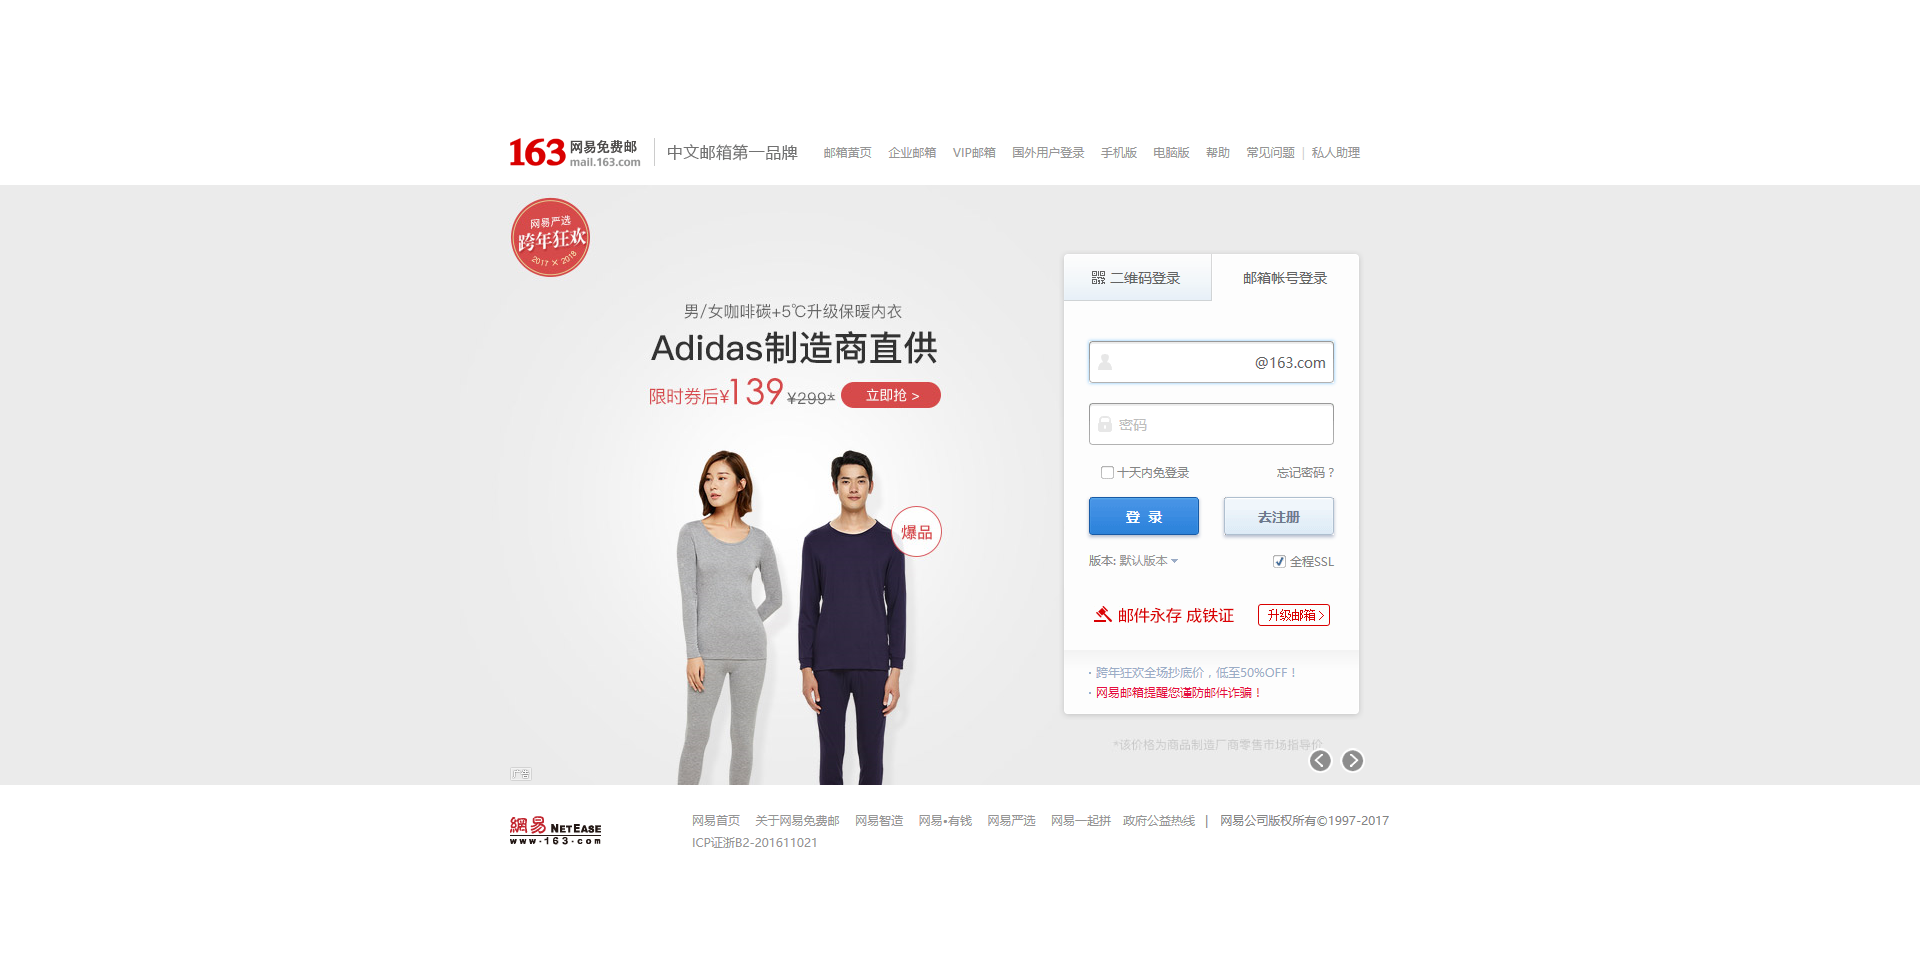 163 网易免费邮
mail.163.com
中文邮箱第一品牌
邮箱黄页 企业邮箱 VIP邮箱 国外用户登录 手机版 电脑版 帮助 常见问题 | 私人助理
网易严选
跨年狂欢
2017 × 2018
男/女咖啡碳+5℃升级保暖内衣
Adidas制造商直供
限时券后¥139 ¥299* 立即抢 >
爆品
广告
二维码登录 邮箱帐号登录
@163.com
密码
十天内免登录 忘记密码?
登 录 去注册
版本: 默认版本 全程SSL
邮件永存 成铁证 升级邮箱>
· 跨年狂欢全场抄底价，低至50%OFF！
· 网易邮箱提醒您谨防邮件诈骗！
*该价格为商品制造厂商零售市场指导价
網易 NETEASE
www.163.com
网易首页 关于网易免费邮 网易智造 网易•有钱 网易严选 网易一起拼 政府公益热线 | 网易公司版权所有©1997-2017
ICP证浙B2-201611021